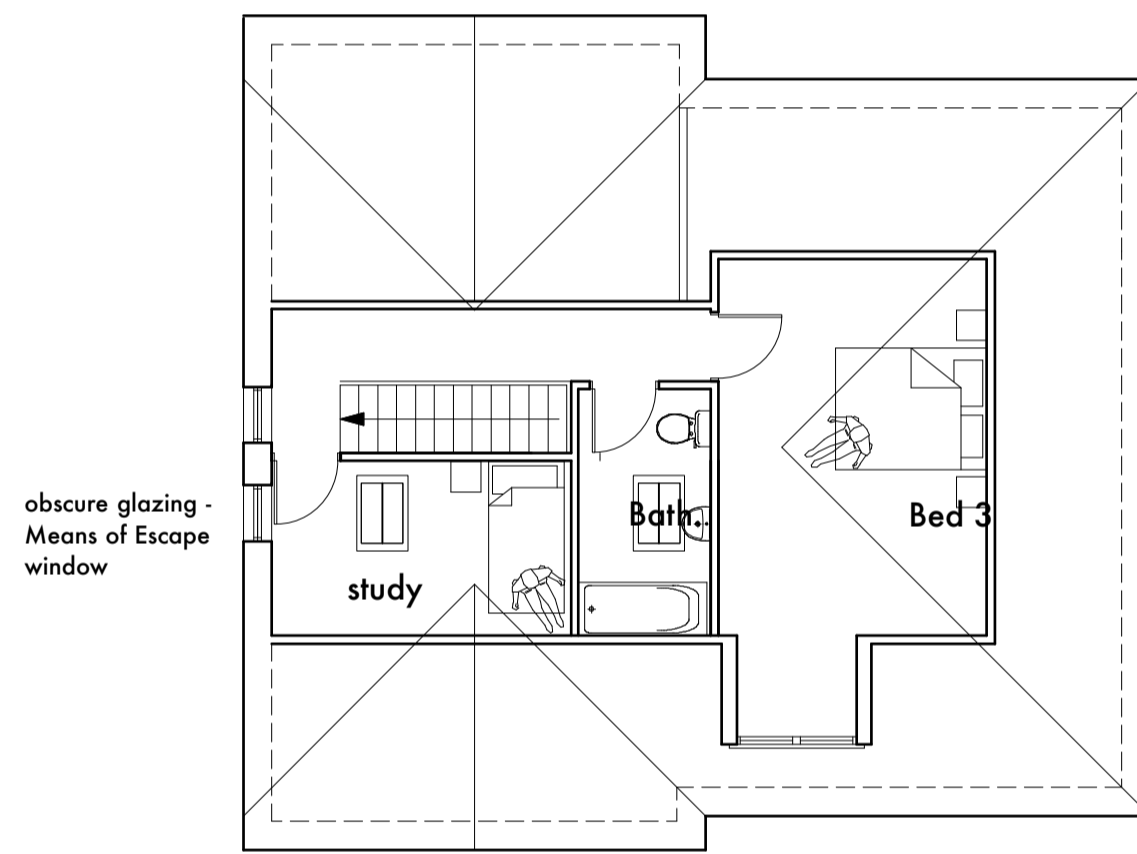 obscure glazing -
Means of Escape
window
study
Bath.
Bed 3